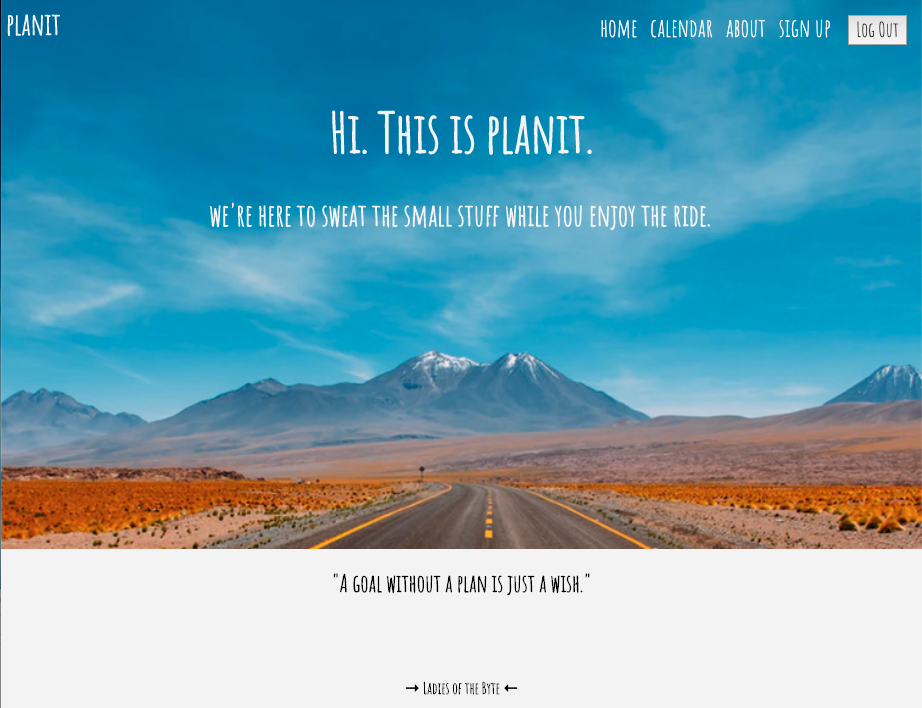 PLANIT
HOME CALENDAR ABOUT SIGN UP Log Out
Hi. This is planit.
we're here to sweat the small stuff while you enjoy the ride.
"A goal without a plan is just a wish."
→ Ladies of the Byte ←